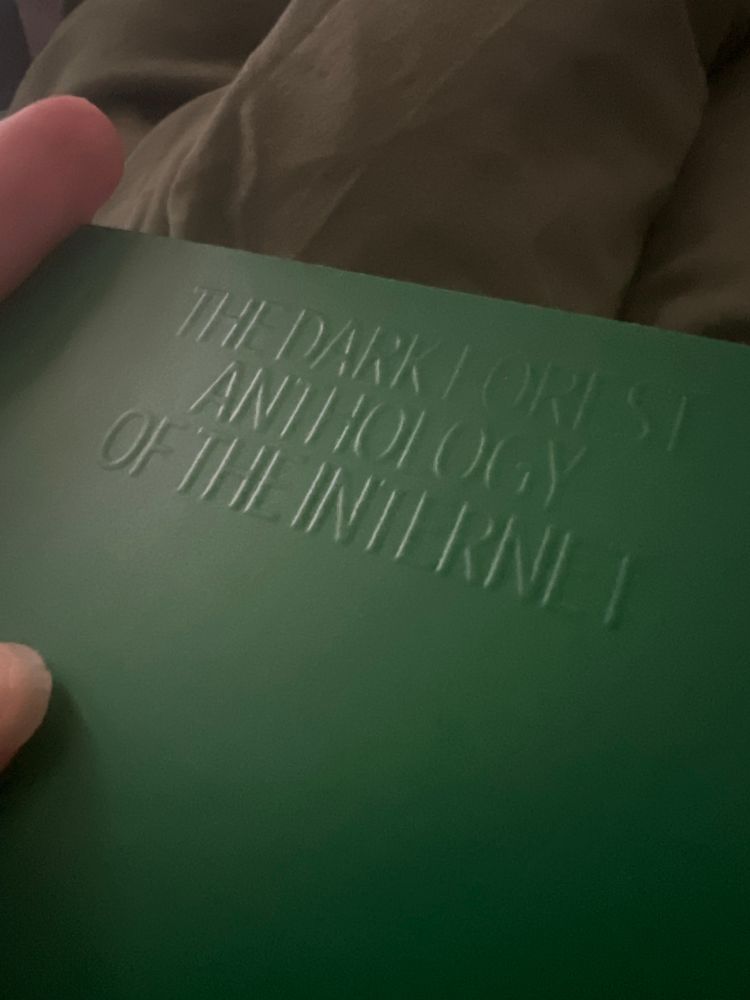 THE DARK FOREST
ANTHOLOGY
OF THE INTERNET